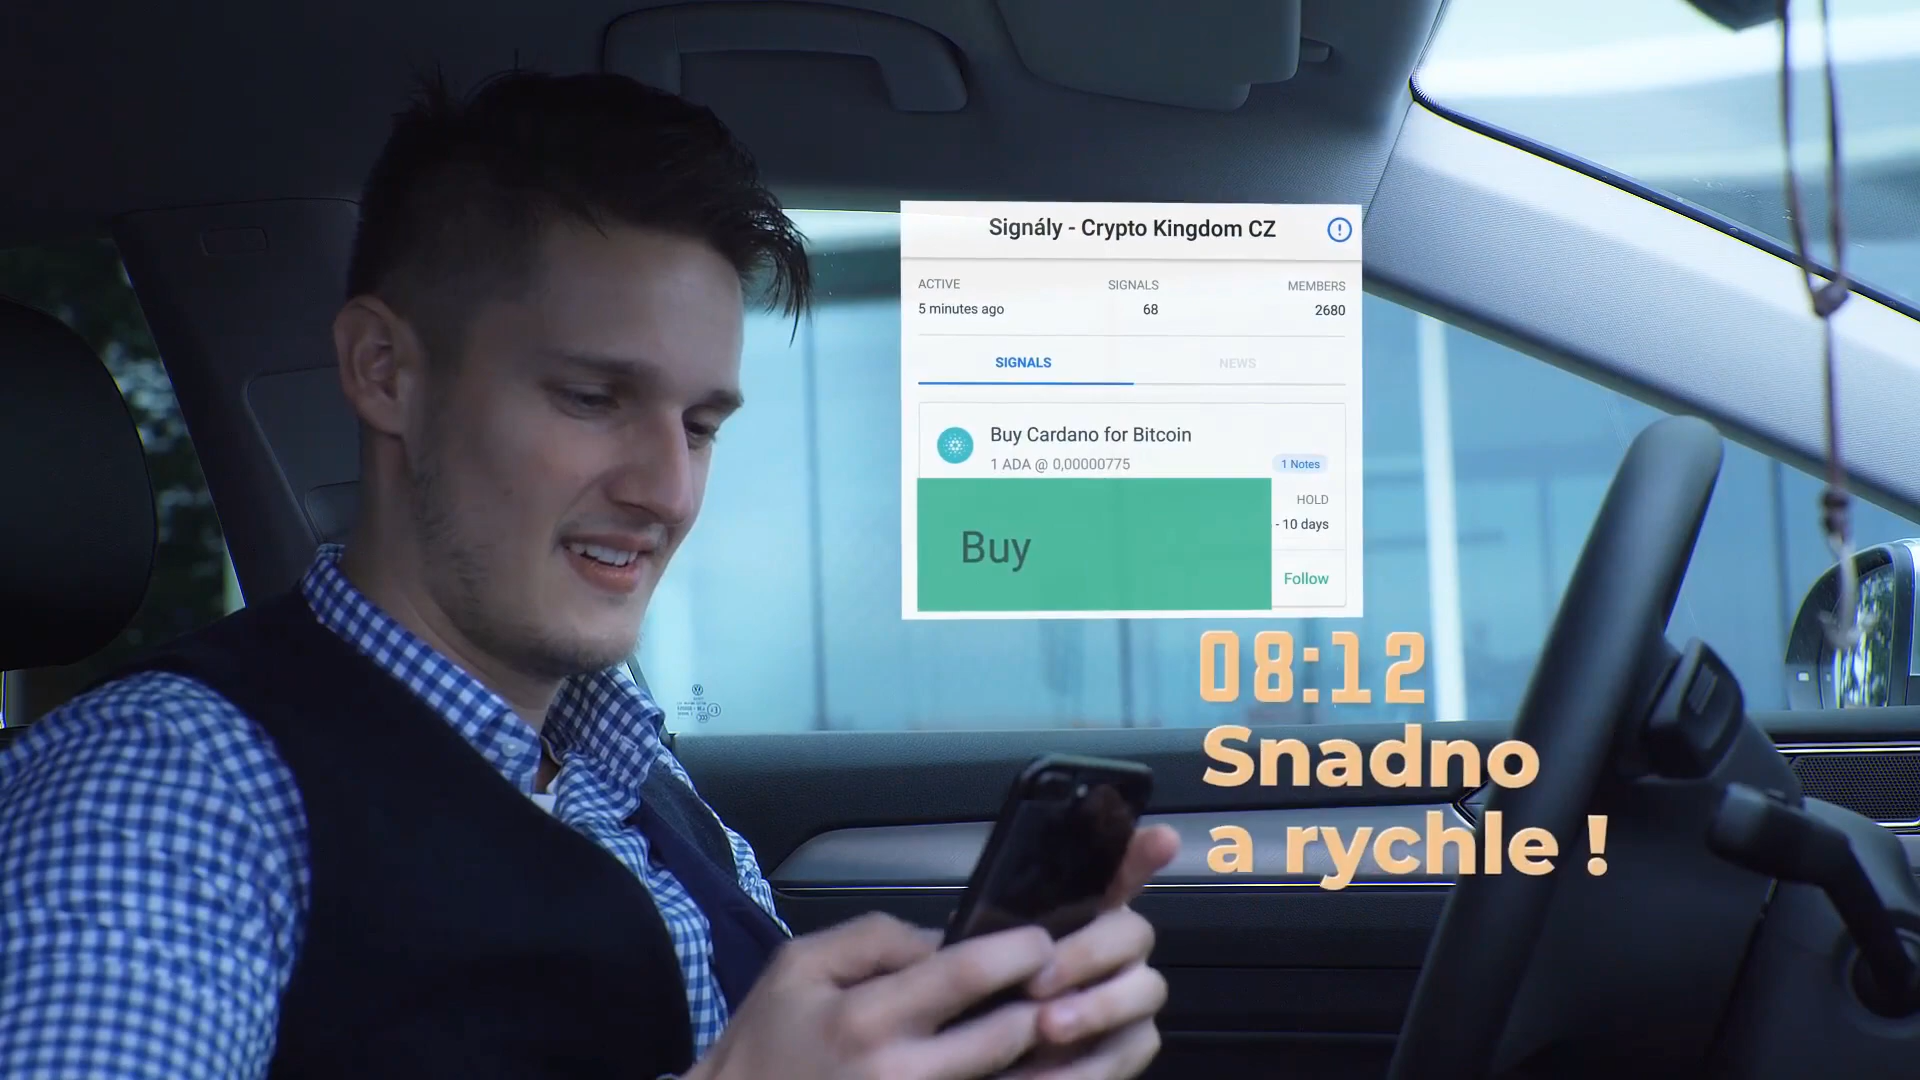 Signály - Crypto Kingdom CZ
ACTIVE SIGNALS MEMBERS
5 minutes ago 68 2680
SIGNALS NEWS
Buy Cardano for Bitcoin
1 ADA @ 0,00000775
1 Notes
HOLD
- 10 days
Buy
Follow
08:12
Snadno
a rychle !